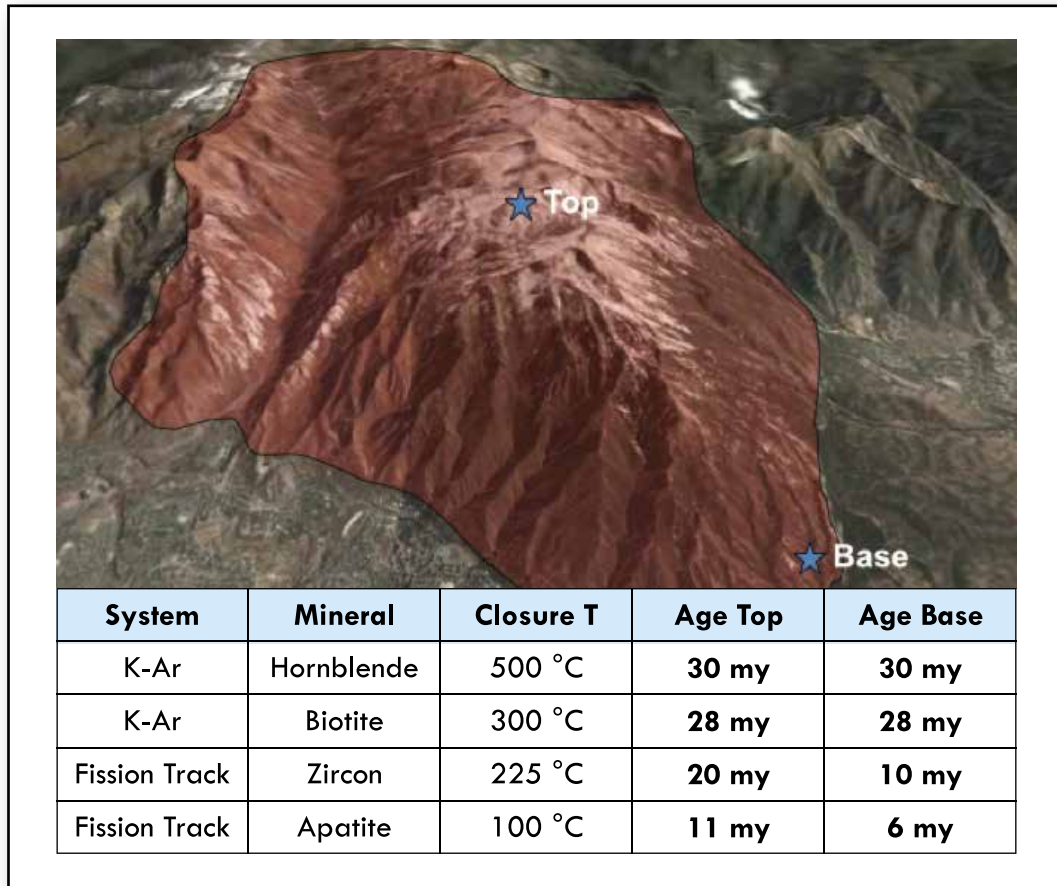 Top
Base
System Mineral Closure T Age Top Age Base
K-Ar Hornblende 500 °C 30 my 30 my
K-Ar Biotite 300 °C 28 my 28 my
Fission Track Zircon 225 °C 20 my 10 my
Fission Track Apatite 100 °C 11 my 6 my